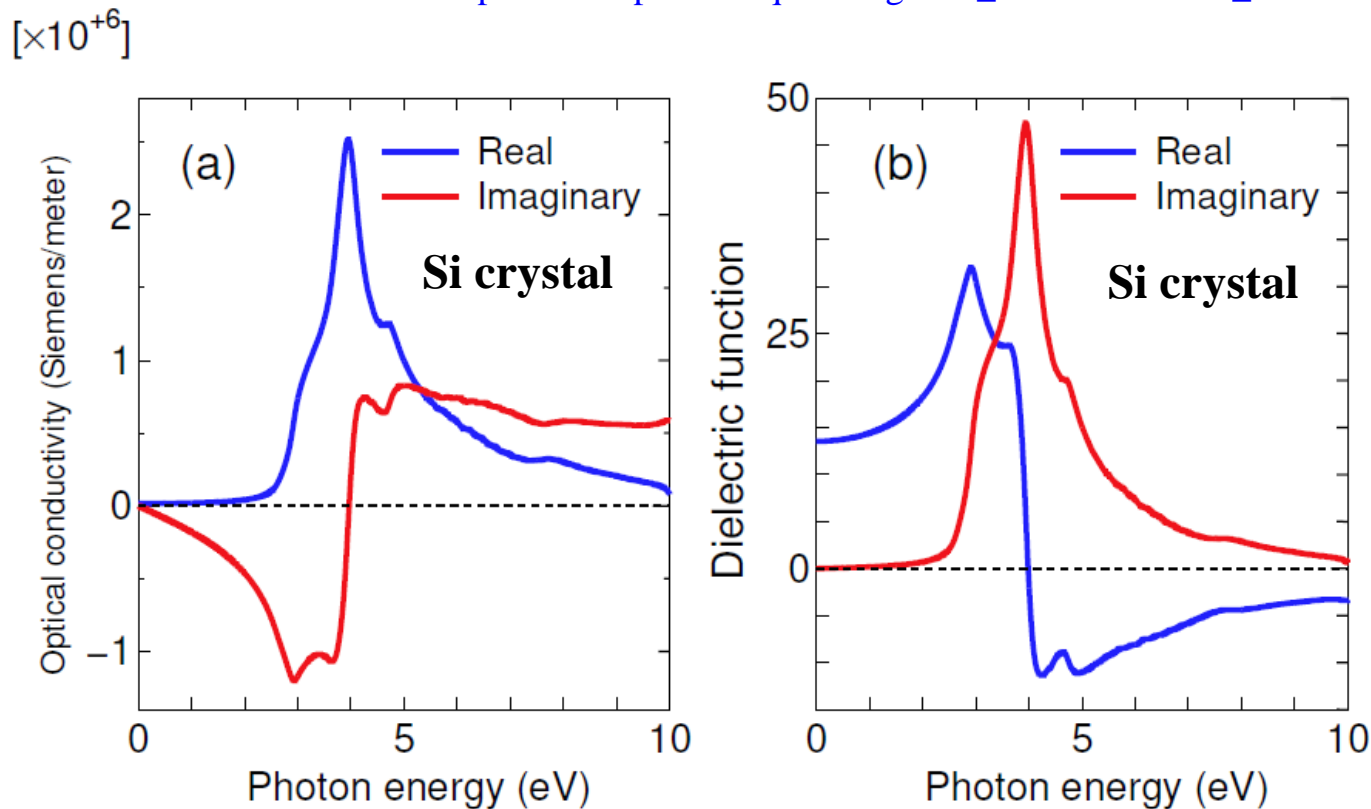 [×10+6]
Optical conductivity (Siemens/meter)
2
1
0
−1
(a)
Real
Imaginary
Si crystal
0
5
10
Photon energy (eV)
Dielectric function
50
25
0
(b)
Real
Imaginary
Si crystal
0
5
10
Photon energy (eV)